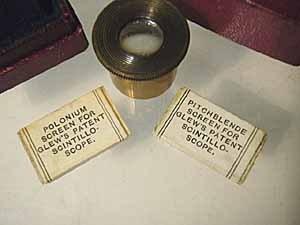 POLONIUM
SCREEN FOR
GLEW'S PATENT
SCINTILLO-
SCOPE.
PITCHBLENDE
SCREEN FOR
GLEW'S PATENT
SCINTILLO-
SCOPE.